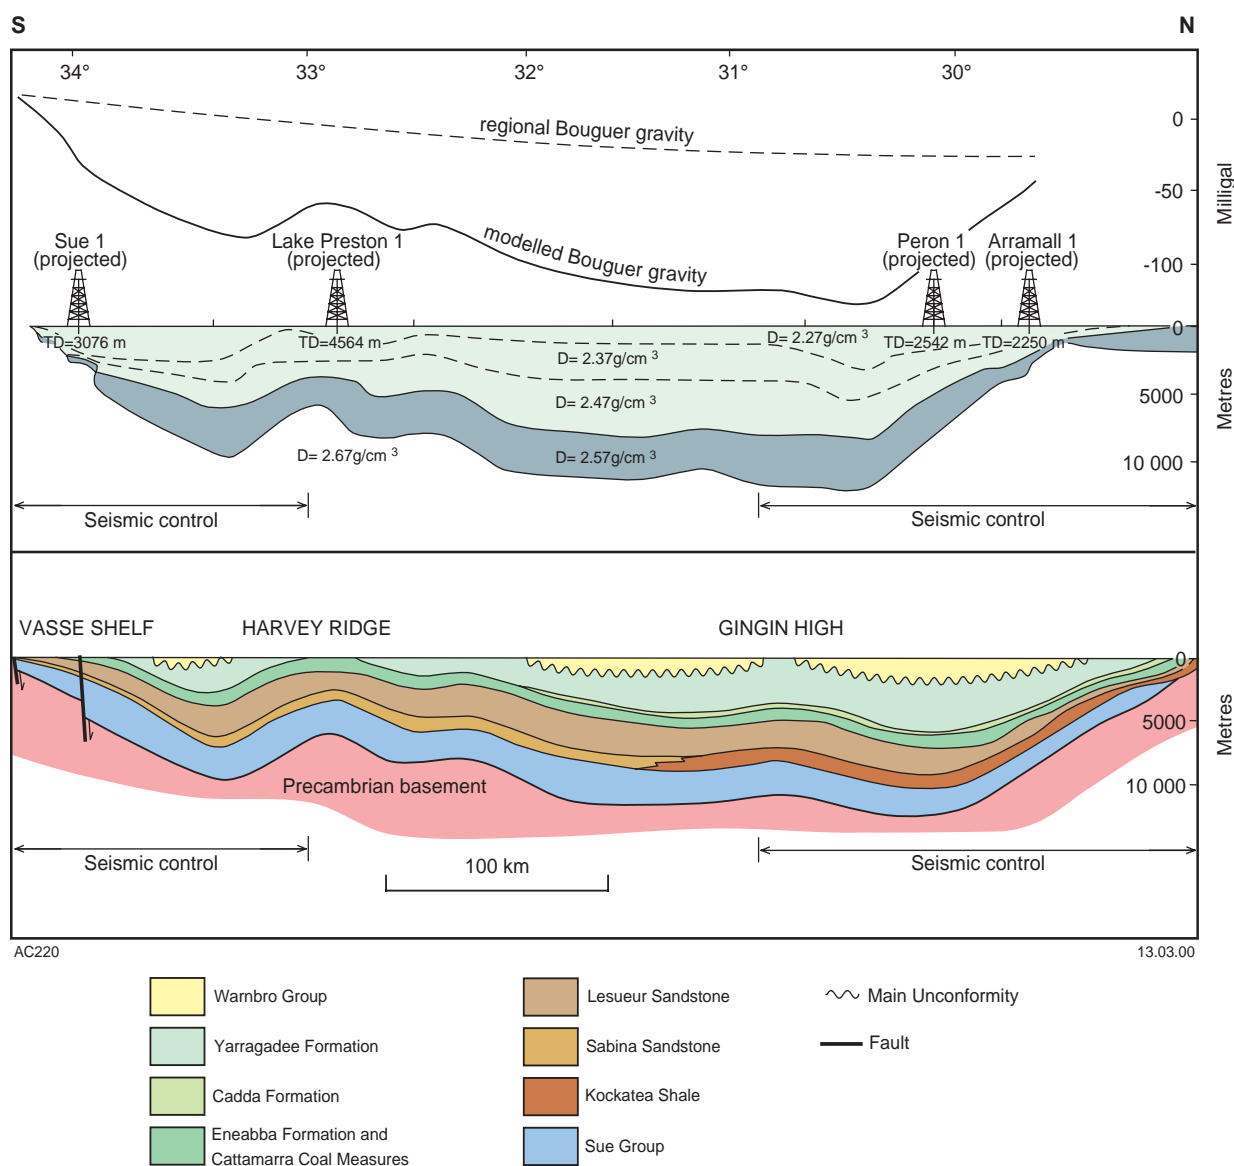 S
N
34°
33°
32°
31°
30°
regional Bouguer gravity
0
-50
-100
Milligal
modelled Bouguer gravity
Sue 1
(projected)
Lake Preston 1
(projected)
Peron 1
(projected)
Arramall 1
(projected)
TD=3076 m
TD=4564 m
TD=2542 m
TD=2250 m
D= 2.27g/cm 3
D= 2.37g/cm 3
D= 2.47g/cm 3
D= 2.57g/cm 3
D= 2.67g/cm 3
0
5000
10 000
Metres
Seismic control
Seismic control
VASSE SHELF
HARVEY RIDGE
GINGIN HIGH
0
5000
10 000
Metres
Precambrian basement
Seismic control
Seismic control
100 km
AC220
13.03.00
Warnbro Group
Yarragadee Formation
Cadda Formation
Eneabba Formation and
Cattamarra Coal Measures
Lesueur Sandstone
Sabina Sandstone
Kockatea Shale
Sue Group
Main Unconformity
Fault